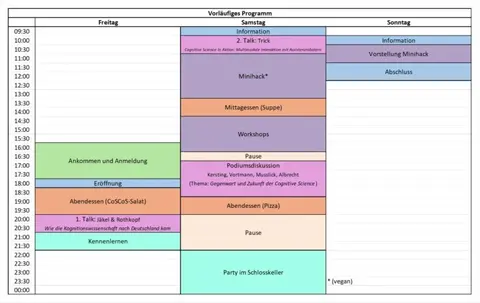 Vorläufiges Programm
Freitag Samstag Sonntag
09:30 Information
10:00 2. Talk: Trick Information
10:30 Cognitive Science in Aktion: Multimodale Interaktion mit Nutzermodellen
11:00 Vorstellung Minihack
11:30
12:00 Minihack* Abschluss
12:30
13:00
13:30 Mittagessen (Suppe)
14:00
14:30
15:00 Workshops
15:30
16:00
16:30 Ankommen und Anmeldung Pause
17:00 Podiumsdiskussion
17:30 Kersting, Vortmann, Musslick, Albrecht
18:00 Eröffnung (Thema: Gegenwart und Zukunft der Cognitive Science)
18:30
19:00 Abendessen (CoSCoS-Salat) Abendessen (Pizza)
19:30
20:00 1. Talk: Jäkel & Rothkopf
20:30 Wie die Kognitionswissenschaft nach Deutschland kam
21:00 Kennenlernen Pause
21:30
22:00
22:30
23:00 Party im Schlosskeller
23:30 * (vegan)
00:00